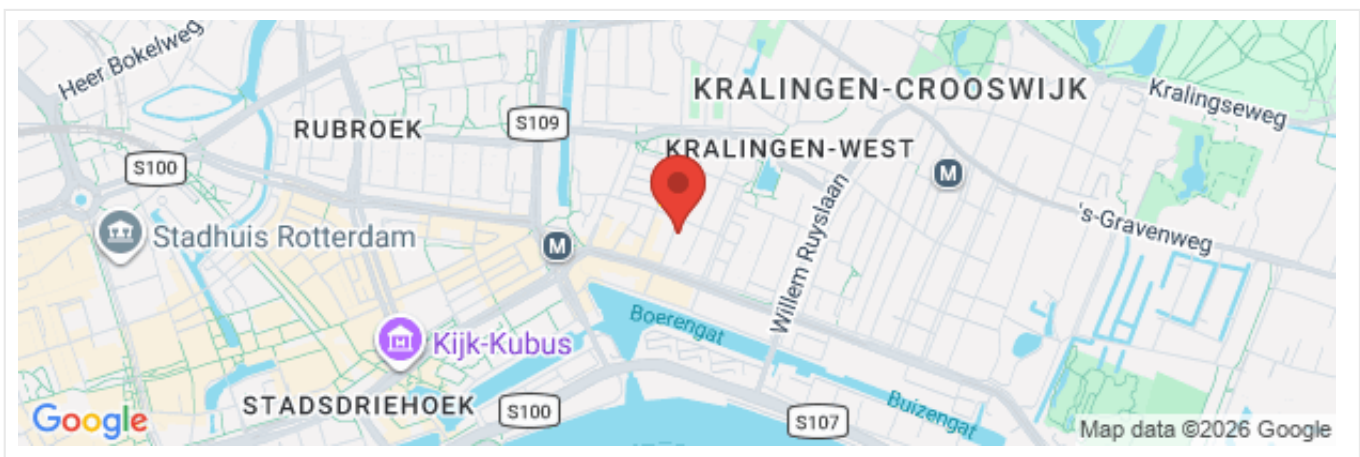 Heer Bokelweg
KRALINGEN-CROOSWIJK
Kralingseweg
RUBROEK
S109
KRALINGEN-WEST
S100
M
Stadhuis Rotterdam
M
Willem Ruyslaan
's-Gravenweg
Boerengat
Kijk-Kubus
STADSDRIEHOEK
S100
S107
Buizengat
Google
Map data ©2026 Google